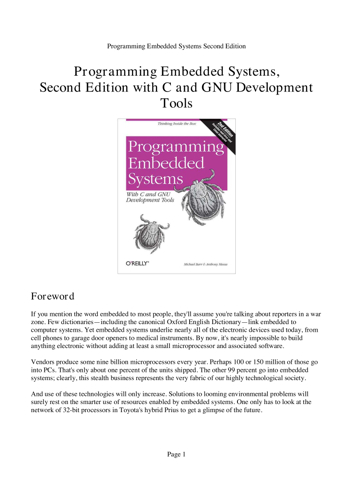 Programming Embedded Systems Second Edition
Programming Embedded Systems,
Second Edition with C and GNU Development
Tools
Thinking Inside the Box
2nd Edition
Programming
Embedded
Systems
With C and GNU
Development Tools
O'REILLY®
Michael Barr & Anthony Massa
Foreword
If you mention the word embedded to most people, they'll assume you're talking about reporters in a war
zone. Few dictionaries—including the canonical Oxford English Dictionary—link embedded to
computer systems. Yet embedded systems underlie nearly all of the electronic devices used today, from
cell phones to garage door openers to medical instruments. By now, it's nearly impossible to build
anything electronic without adding at least a small microprocessor and associated software.
Vendors produce some nine billion microprocessors every year. Perhaps 100 or 150 million of those go
into PCs. That's only about one percent of the units shipped. The other 99 percent go into embedded
systems; clearly, this stealth business represents the very fabric of our highly technological society.
And use of these technologies will only increase. Solutions to looming environmental problems will
surely rest on the smarter use of resources enabled by embedded systems. One only has to look at the
network of 32-bit processors in Toyota's hybrid Prius to get a glimpse of the future.
Page 1